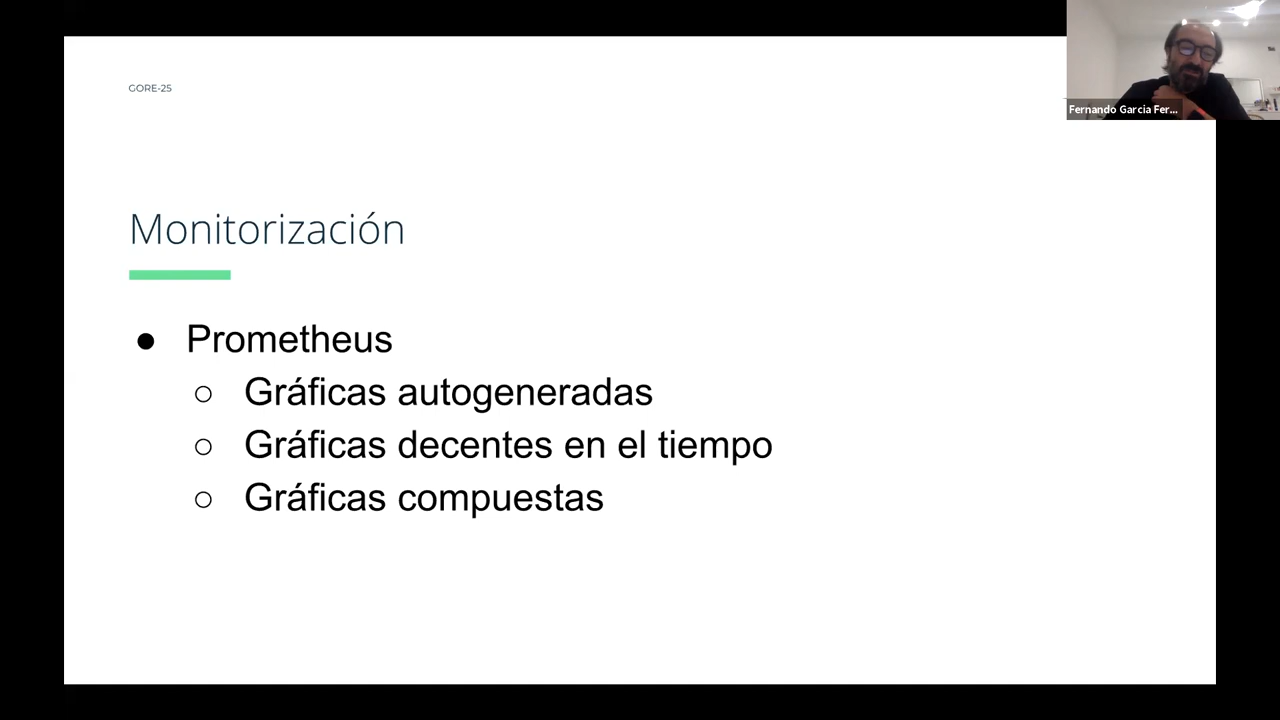 GORE-25
Fernando Garcia Fer...
Monitorización
● Prometheus
○ Gráficas autogeneradas
○ Gráficas decentes en el tiempo
○ Gráficas compuestas